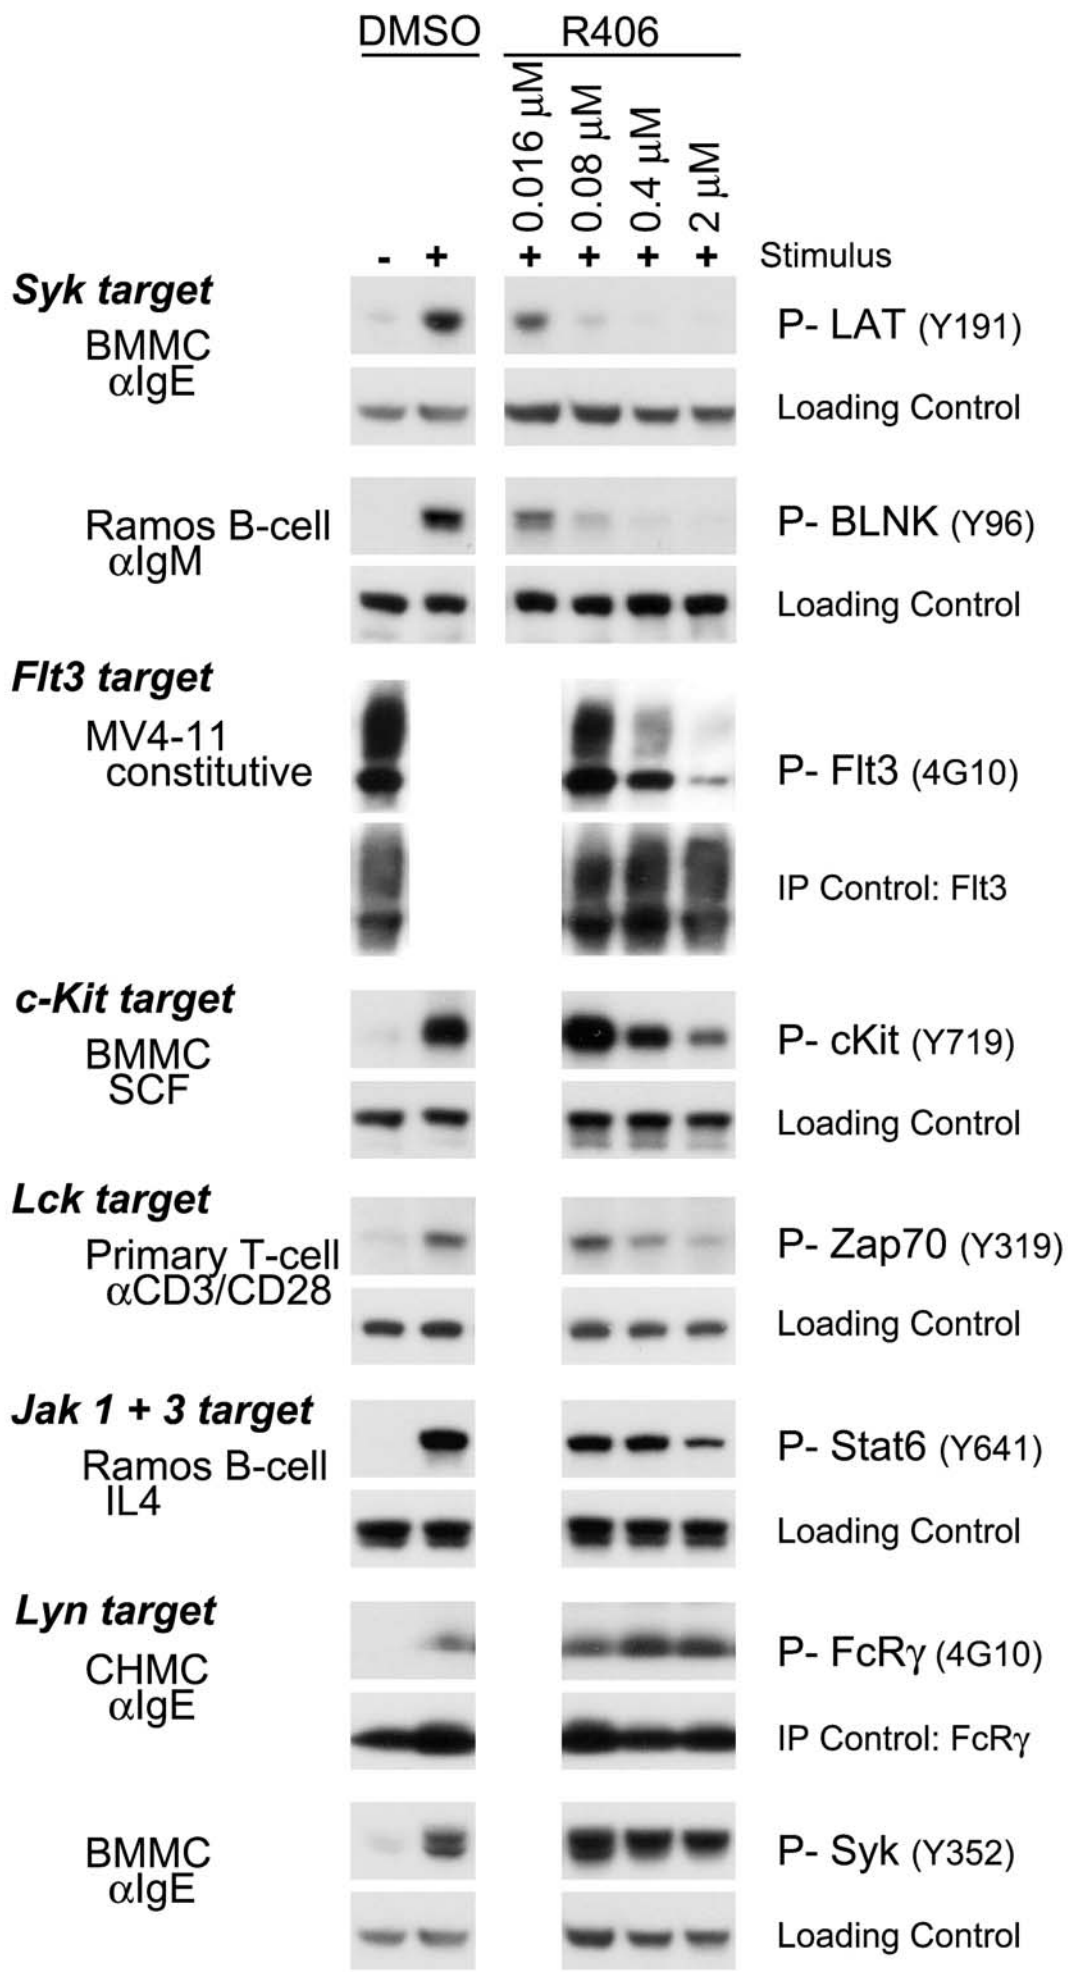 DMSO R406
0.016 μM 0.08 μM 0.4 μM 2 μM
- + + + + + Stimulus
Syk target
BMMC
αIgE
P- LAT (Y191)
Loading Control
Ramos B-cell
αIgM
P- BLNK (Y96)
Loading Control
Flt3 target
MV4-11
constitutive
P- Flt3 (4G10)
IP Control: Flt3
c-Kit target
BMMC
SCF
P- cKit (Y719)
Loading Control
Lck target
Primary T-cell
αCD3/CD28
P- Zap70 (Y319)
Loading Control
Jak 1 + 3 target
Ramos B-cell
IL4
P- Stat6 (Y641)
Loading Control
Lyn target
CHMC
αIgE
P- FcRγ (4G10)
IP Control: FcRγ
BMMC
αIgE
P- Syk (Y352)
Loading Control